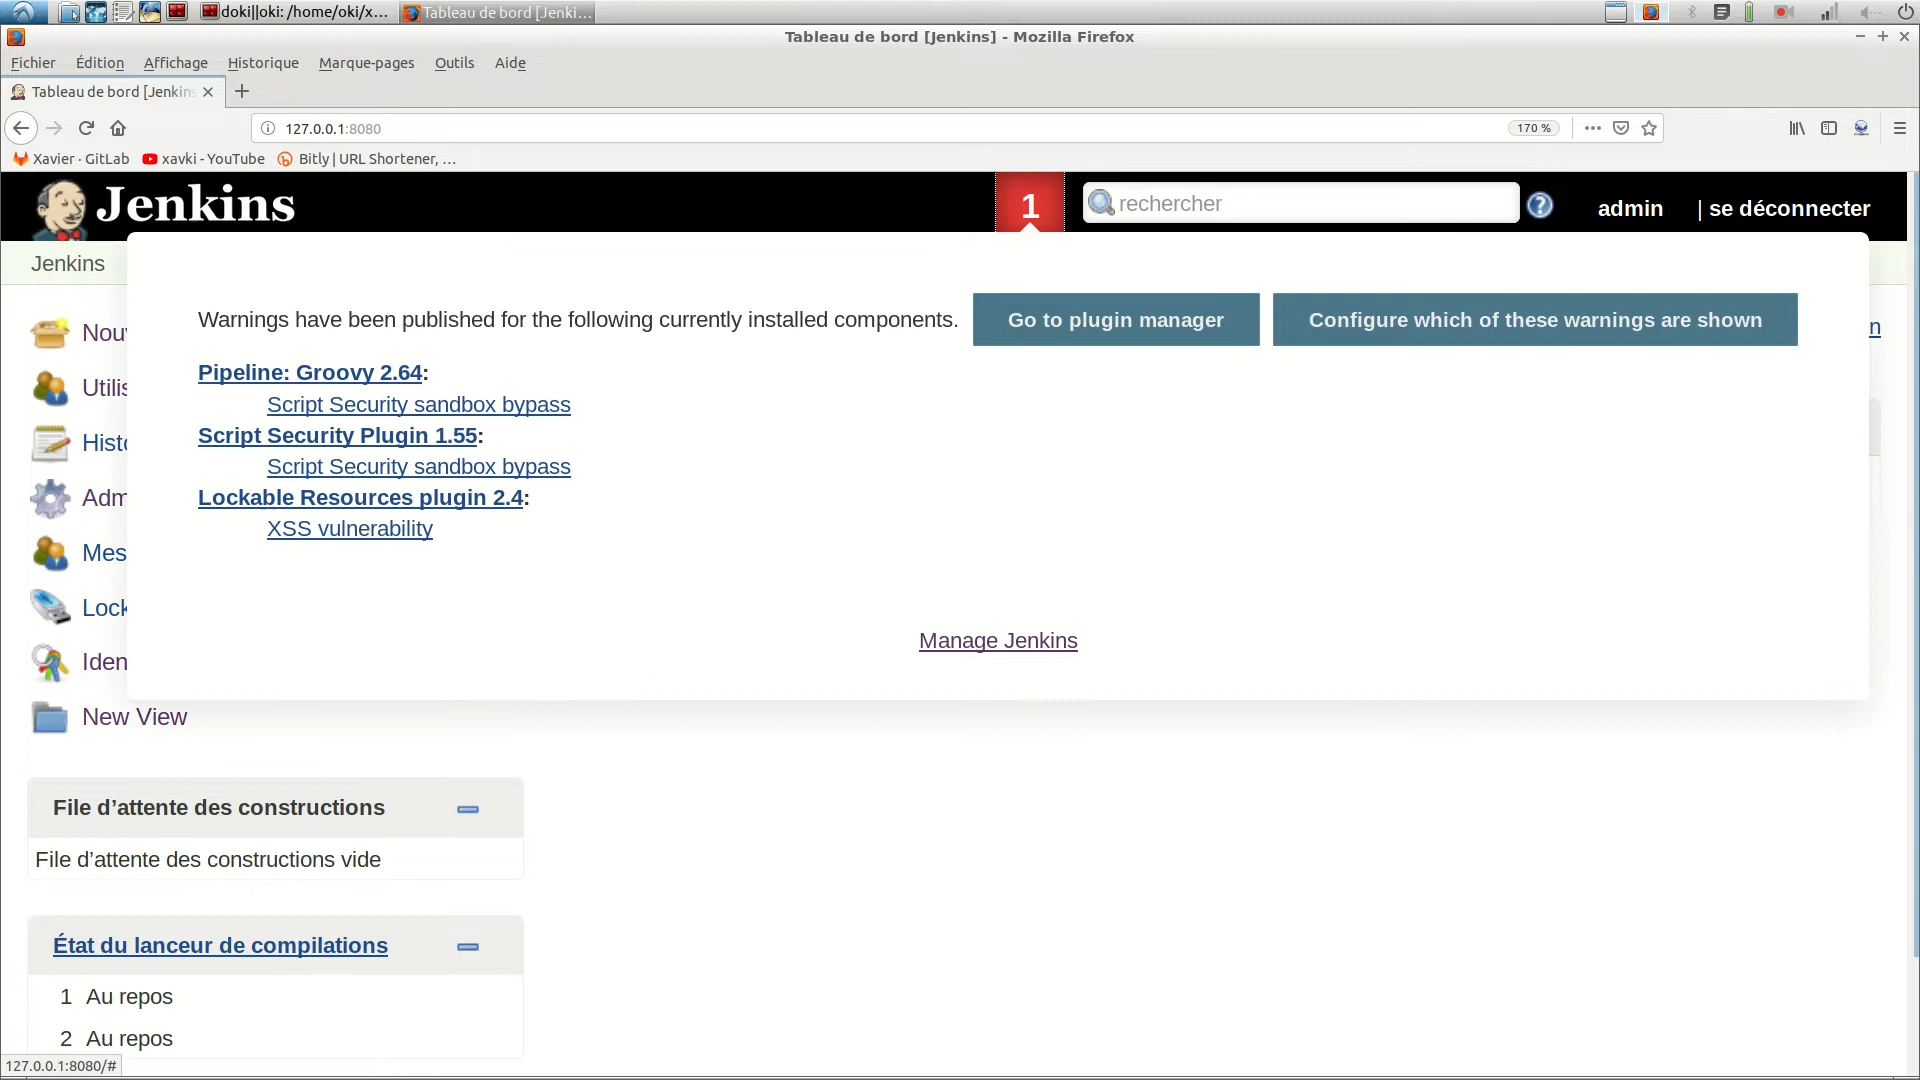 doki||oki: /home/oki/x...
Tableau de bord [Jenki...
Tableau de bord [Jenkins] - Mozilla Firefox
Fichier Édition Affichage Historique Marque-pages Outils Aide
Tableau de bord [Jenkins
127.0.0.1:8080
170 %
Xavier · GitLab
xavki - YouTube
Bitly | URL Shortener, ...
Jenkins
1
rechercher
admin
| se déconnecter
Jenkins
Warnings have been published for the following currently installed components.
Go to plugin manager
Configure which of these warnings are shown
Pipeline: Groovy 2.64:
Script Security sandbox bypass
Script Security Plugin 1.55:
Script Security sandbox bypass
Lockable Resources plugin 2.4:
XSS vulnerability
Manage Jenkins
Nou
Utilis
Histo
Adm
Mes
Lock
Iden
New View
n
File d’attente des constructions
File d’attente des constructions vide
État du lanceur de compilations
1 Au repos
2 Au repos
127.0.0.1:8080/#